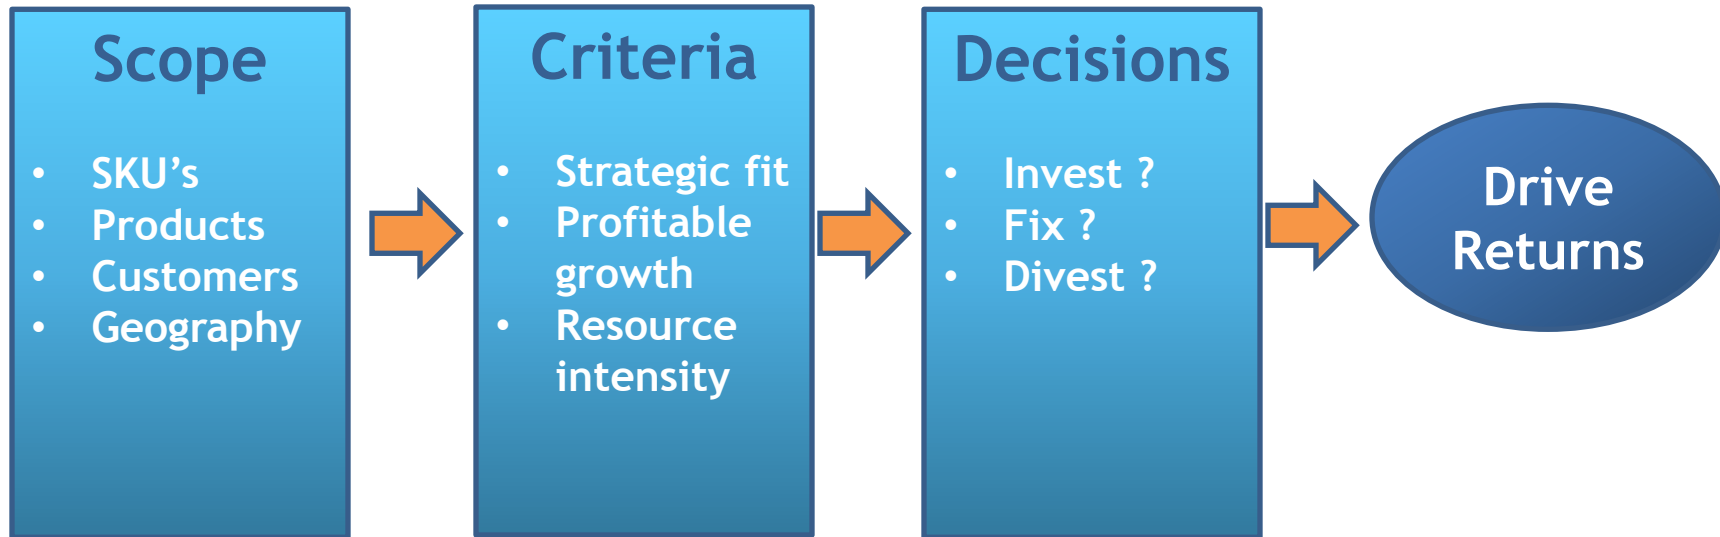 Scope
• SKU’s
• Products
• Customers
• Geography
Criteria
• Strategic fit
• Profitable
growth
• Resource
intensity
Decisions
• Invest ?
• Fix ?
• Divest ?
Drive
Returns